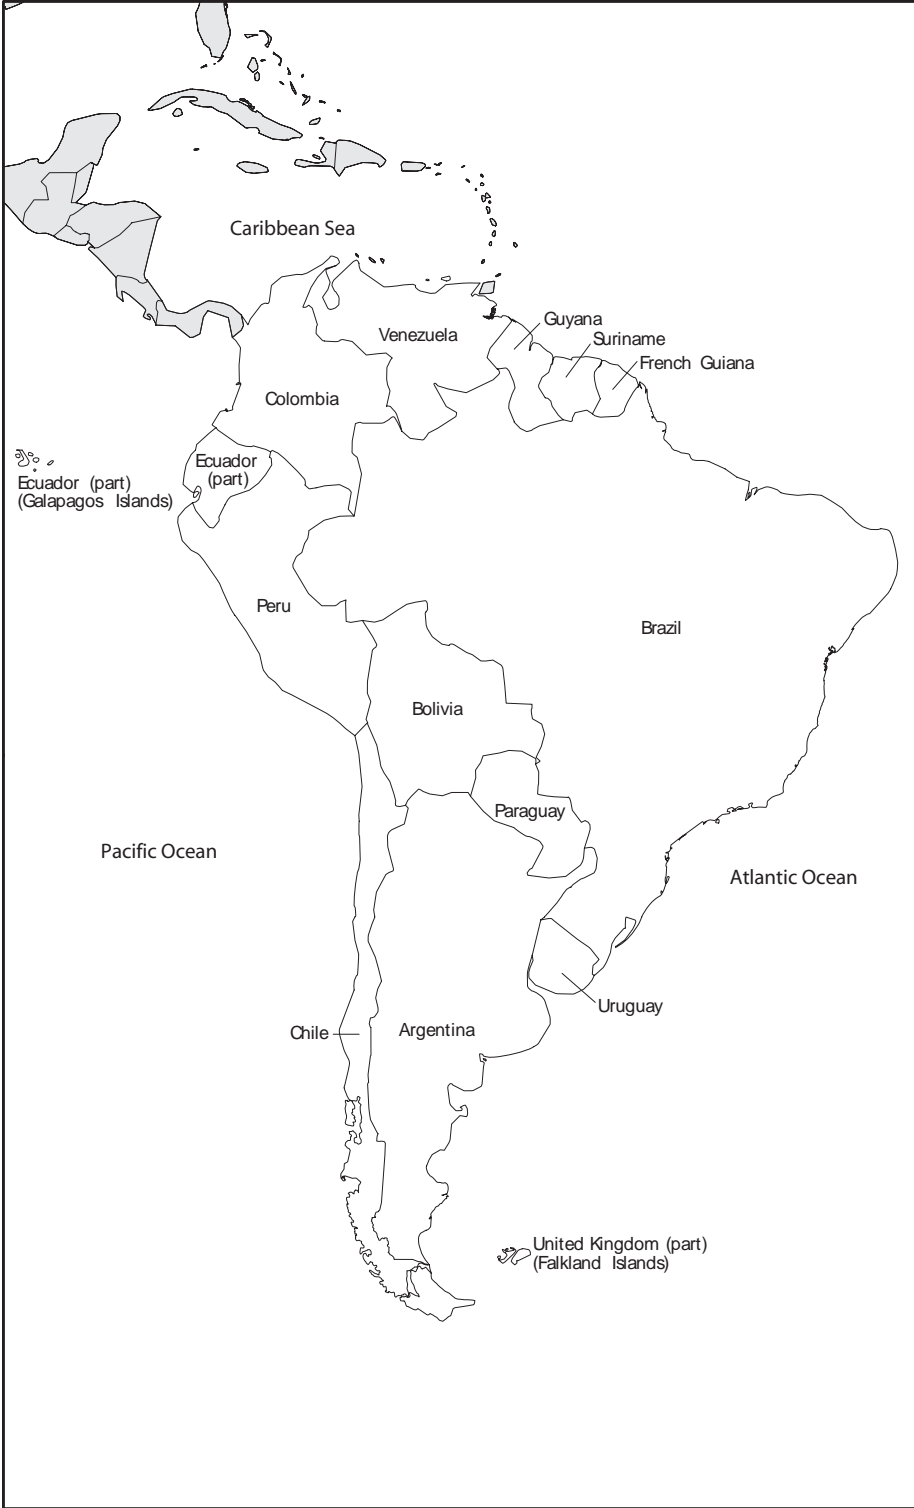 Caribbean Sea
Guyana
Venezuela
Suriname
French Guiana
Colombia
Ecuador
(part)
Ecuador (part)
(Galapagos Islands)
Peru
Brazil
Bolivia
Paraguay
Pacific Ocean
Atlantic Ocean
Uruguay
Chile
Argentina
United Kingdom (part)
(Falkland Islands)